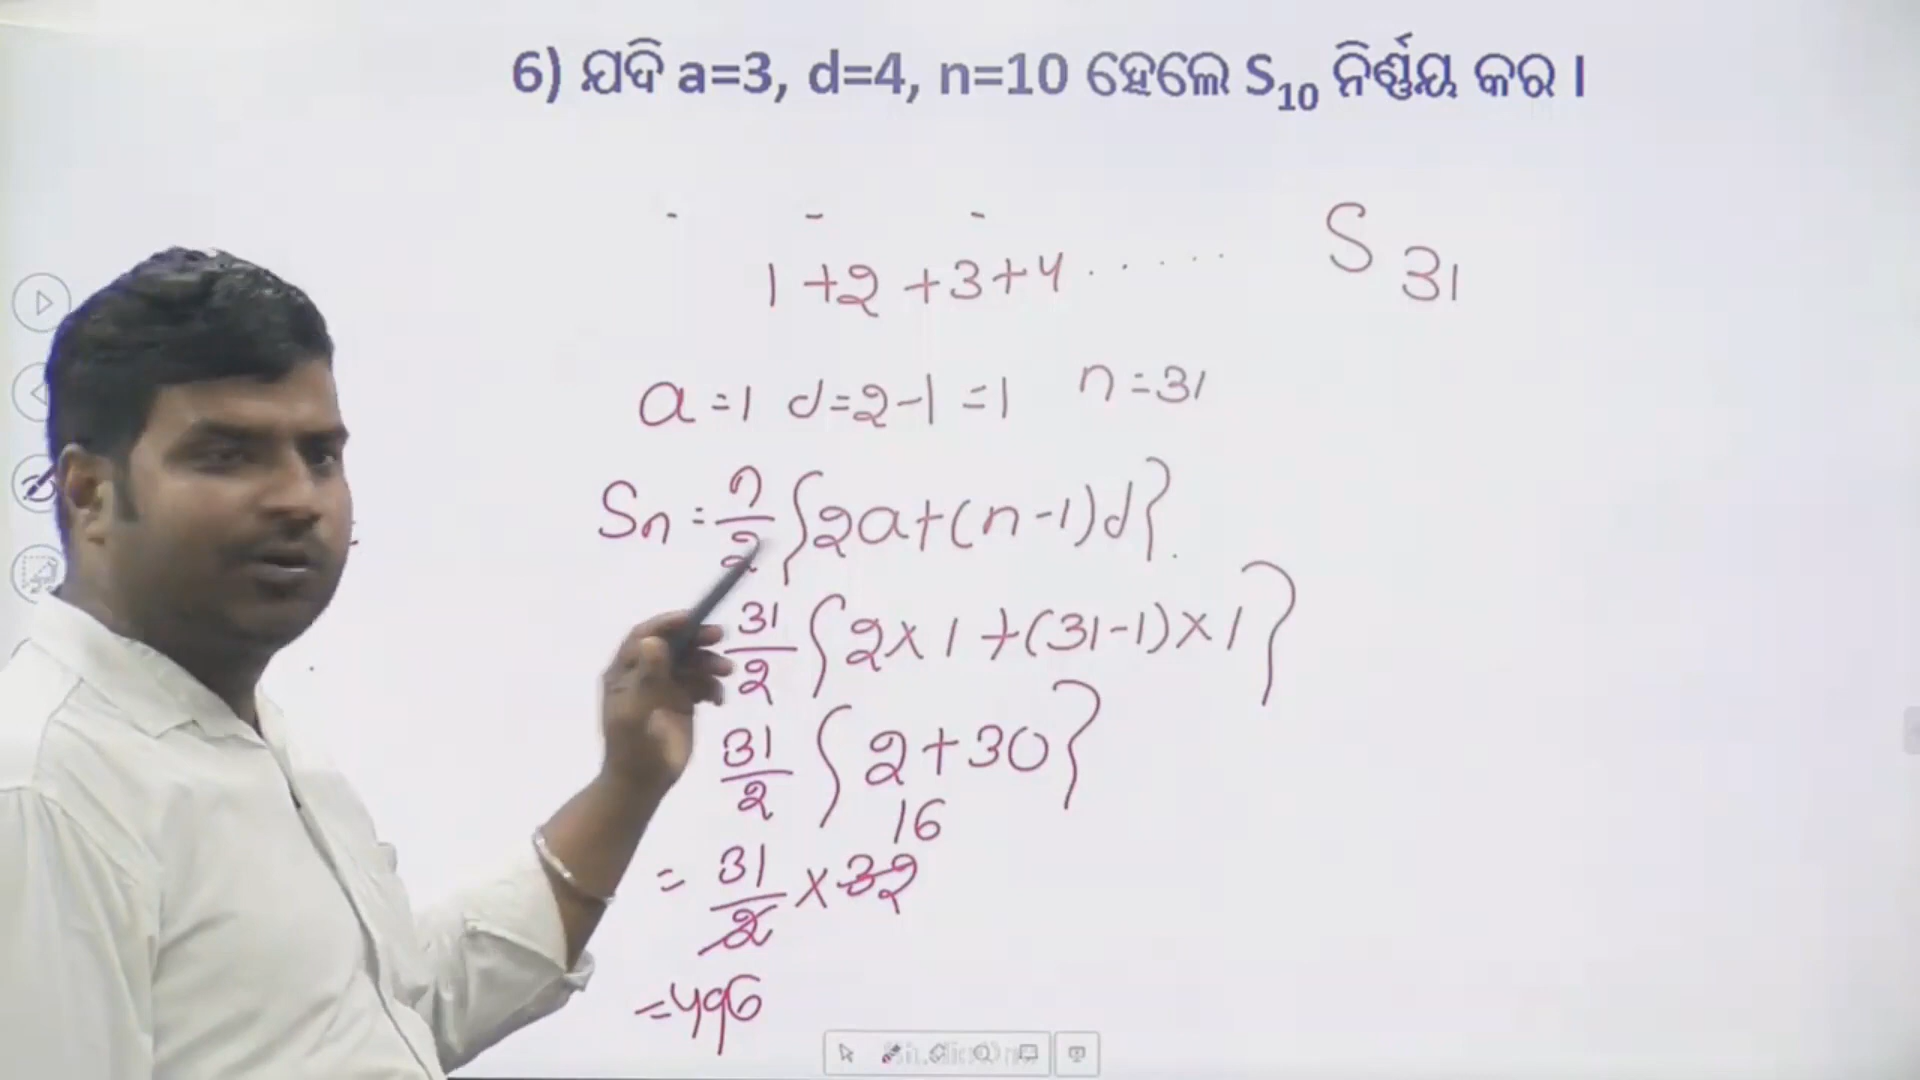 6) ଯଦି a=3, d=4, n=10 ହେଲେ S₁₀ ନିର୍ଣ୍ଣୟ କର ।
1 + 2 + 3 + 4 . . . . . . S₃₁
a = 1 d = 2 - 1 = 1 n = 31
Sn = n/2 {2a + (n - 1) d}
31/2 {2 × 1 + (31 - 1) × 1}
31/2 {2 + 30}
16
= 31/2 × 32
= 496